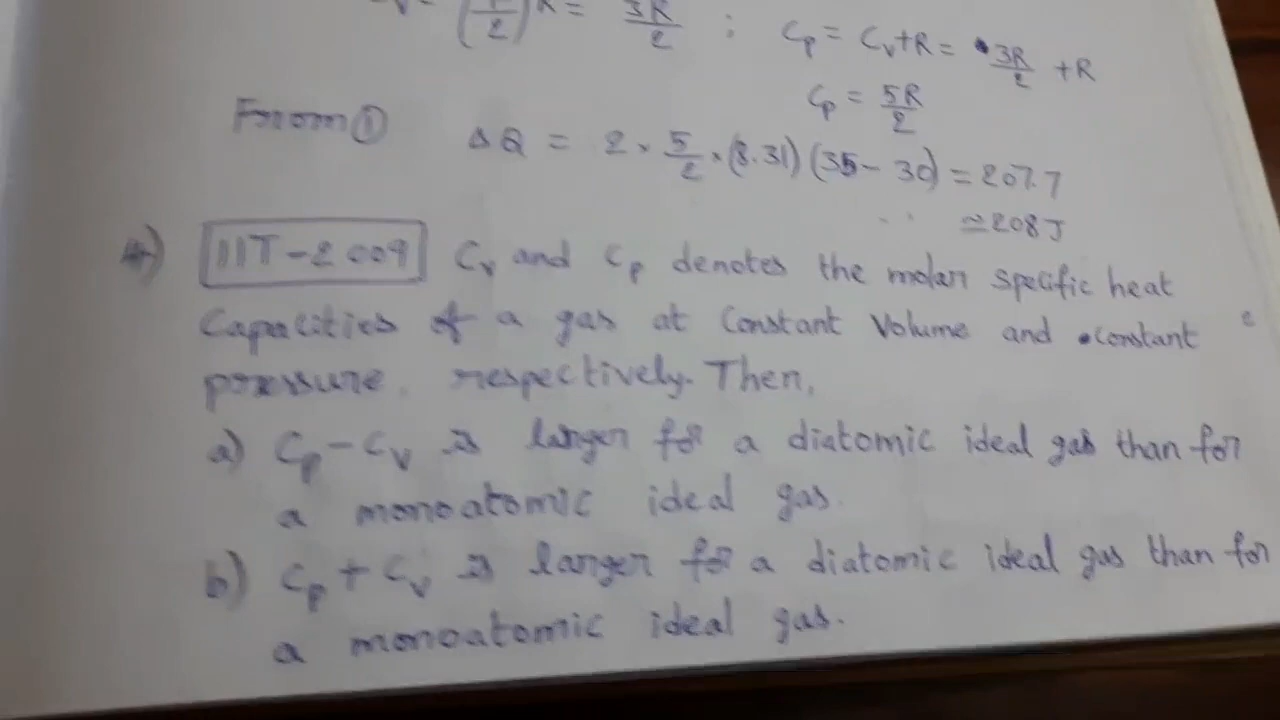 (f/2)R = 3R/2 ; Cp = Cv+R = 3R/2 +R
Cp = 5R/2
From ① ΔQ = 2 × 5/2 × (8.31) (35 - 30) = 207.7
≃ 208 J
4) IIT-2009 Cv and Cp denotes the molar specific heat
Capacities of a gas at Constant Volume and constant
pressure, respectively. Then,
a) Cp - Cv is larger for a diatomic ideal gas than for
a monoatomic ideal gas.
b) Cp + Cv is larger for a diatomic ideal gas than for
a monoatomic ideal gas.